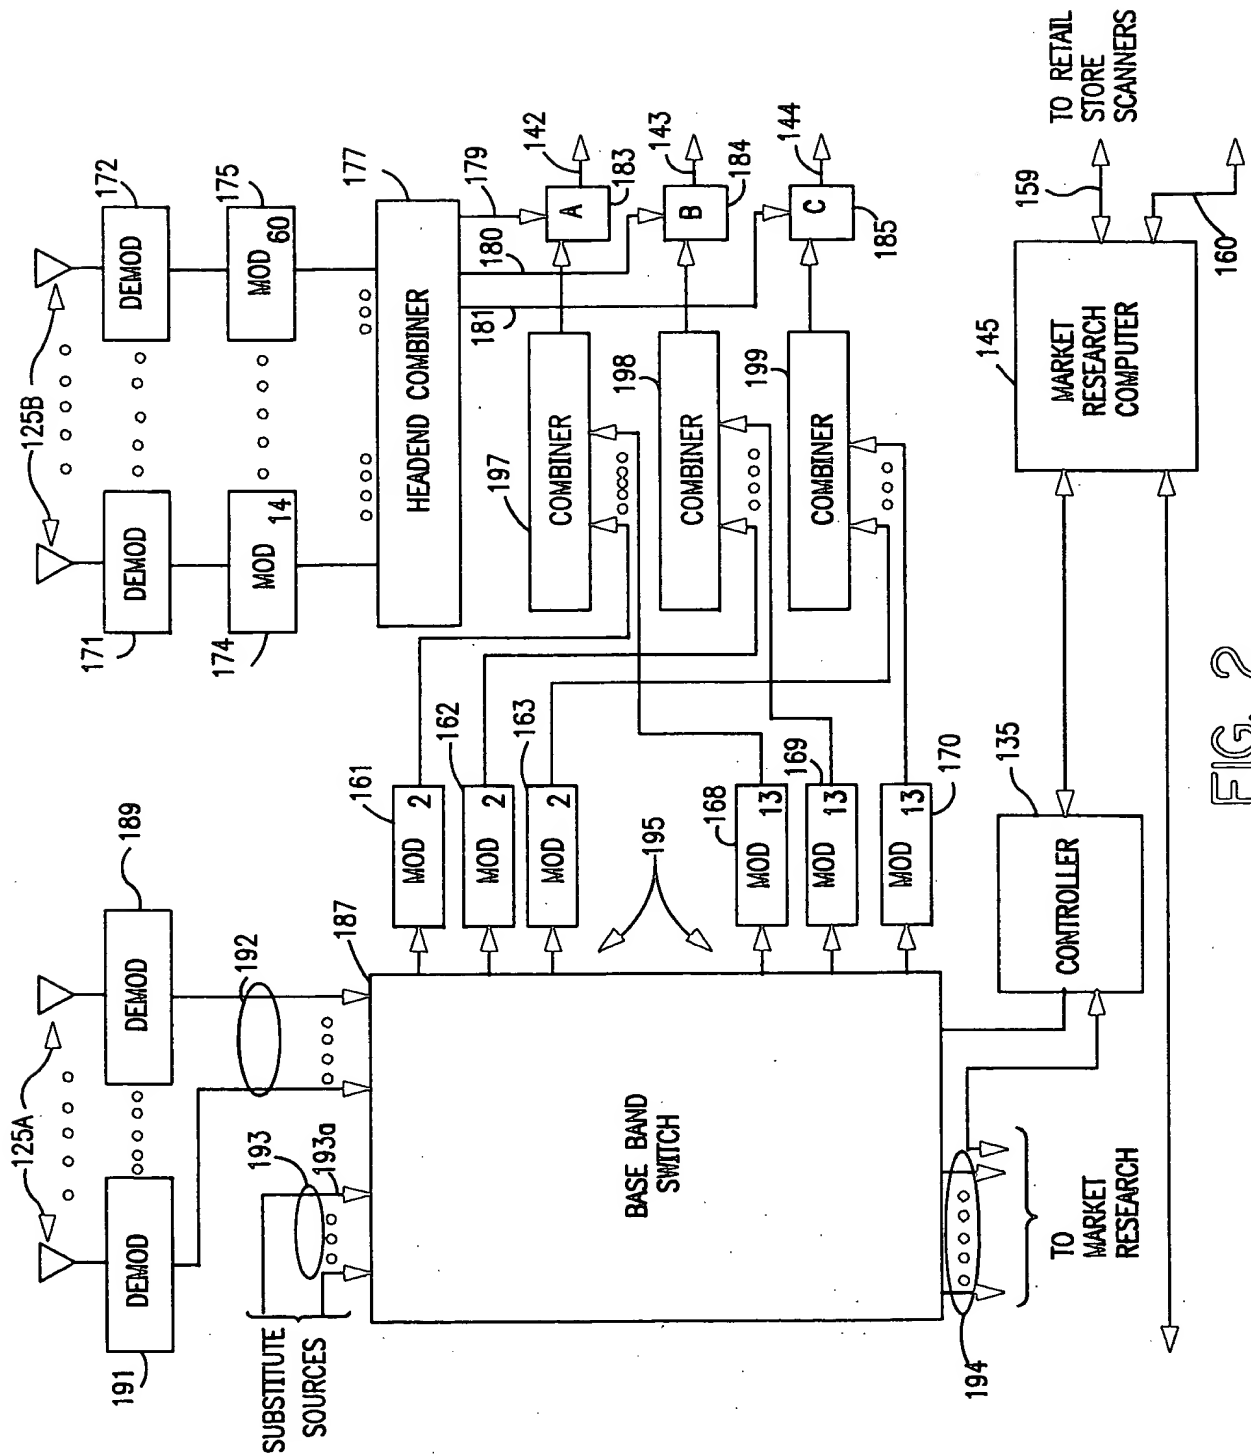 125A
125B
191
DEMOD
DEMOD
189
171
DEMOD
DEMOD
172
SUBSTITUTE
SOURCES
193
193a
192
187
174
MOD
14
MOD
60
175
HEADEND COMBINER
177
BASE BAND
SWITCH
161
MOD
2
162
MOD
2
163
MOD
2
195
168
MOD
13
169
MOD
13
170
MOD
13
197
COMBINER
198
COMBINER
199
COMBINER
179
180
181
A
142
183
B
143
184
C
144
185
194
TO
MARKET
RESEARCH
CONTROLLER
135
145
MARKET
RESEARCH
COMPUTER
159
TO RETAIL
STORE
SCANNERS
160
FIG. 2